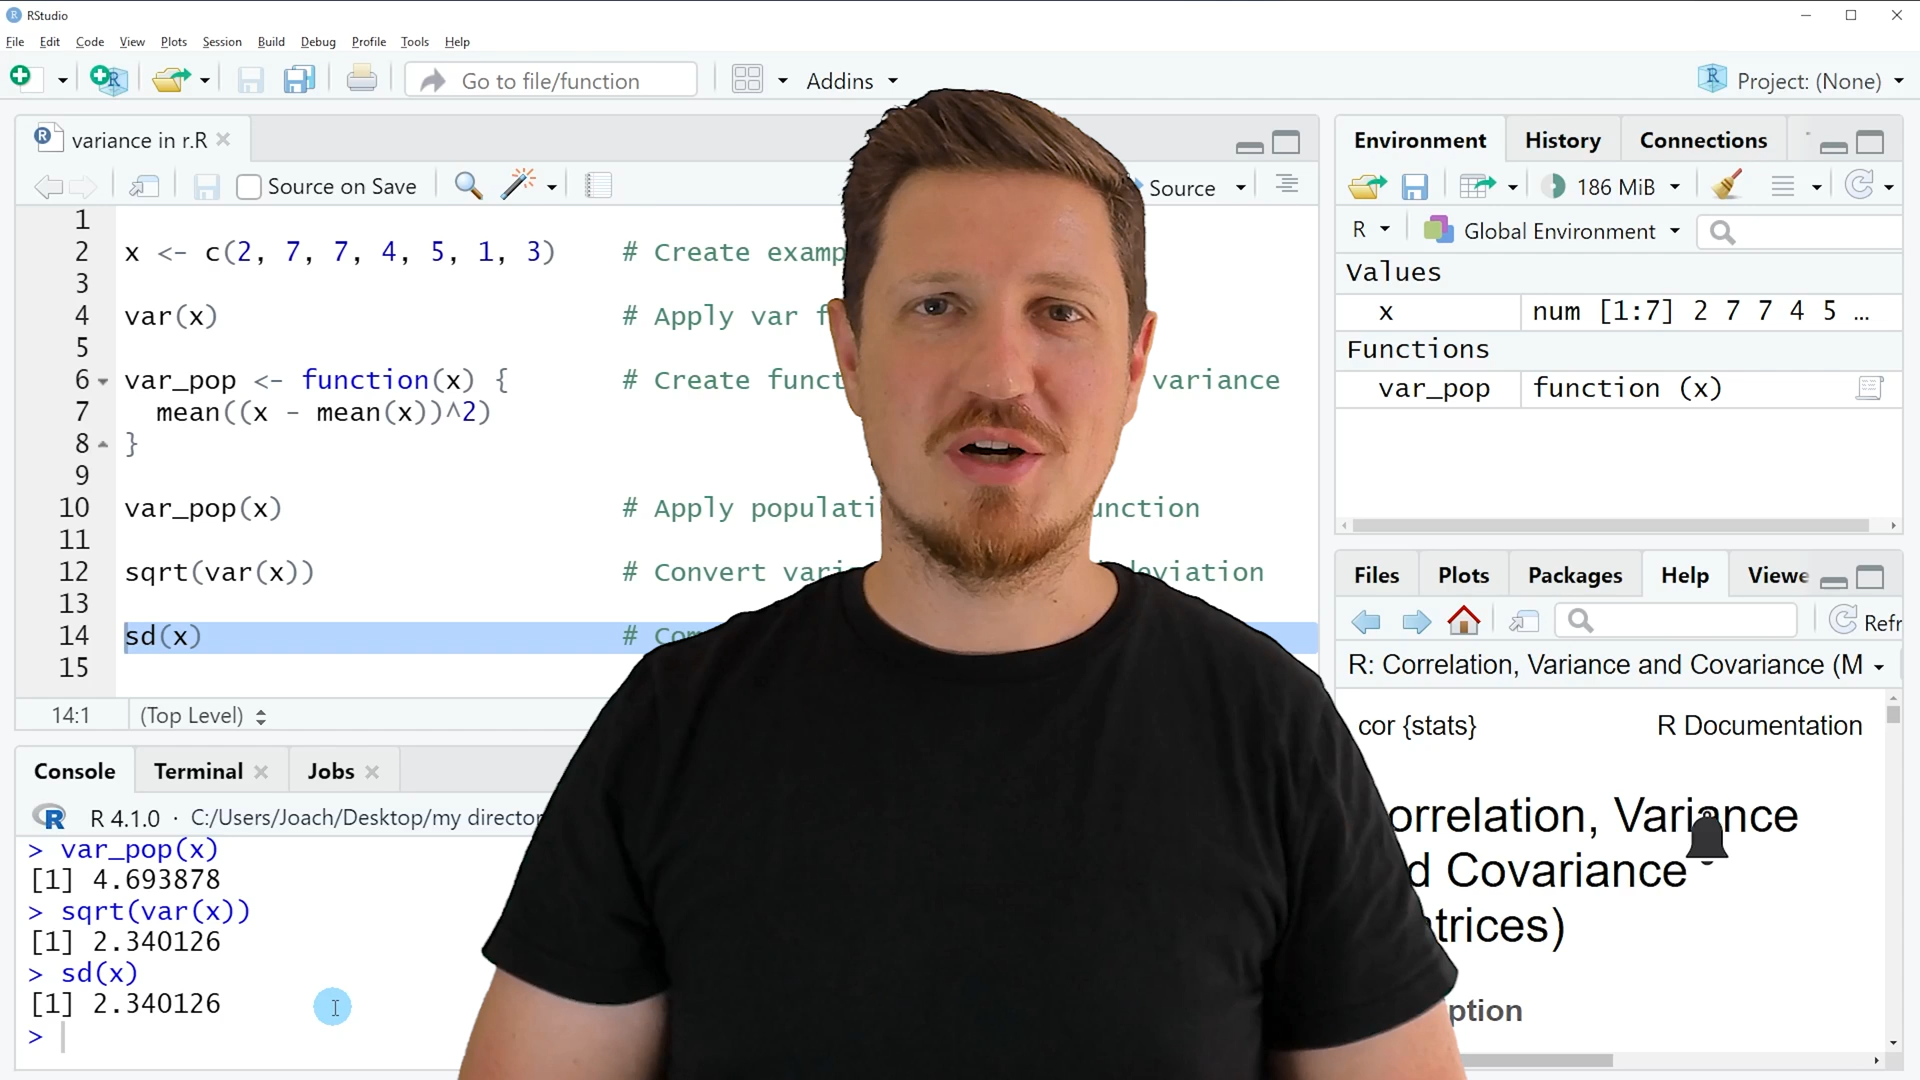 RStudio
File Edit Code View Plots Session Build Debug Profile Tools Help
Go to file/function Addins Project: (None)
variance in r.R
Source on Save Source
1
2 x <- c(2, 7, 7, 4, 5, 1, 3) # Create examp
3
4 var(x) # Apply var f
5
6 var_pop <- function(x) { # Create funct variance
7 mean((x - mean(x))^2)
8 }
9
10 var_pop(x) # Apply populati unction
11
12 sqrt(var(x)) # Convert vari deviation
13
14 sd(x) # Com
15
14:1 (Top Level)
Console Terminal Jobs
R 4.1.0 · C:/Users/Joach/Desktop/my director
> var_pop(x)
[1] 4.693878
> sqrt(var(x))
[1] 2.340126
> sd(x)
[1] 2.340126
>
Environment History Connections
186 MiB
R Global Environment
Values
x num [1:7] 2 7 7 4 5 ...
Functions
var_pop function (x)
Files Plots Packages Help Viewe
Refr
R: Correlation, Variance and Covariance (M
cor {stats} R Documentation
orrelation, Variance
d Covariance
trices)
ption